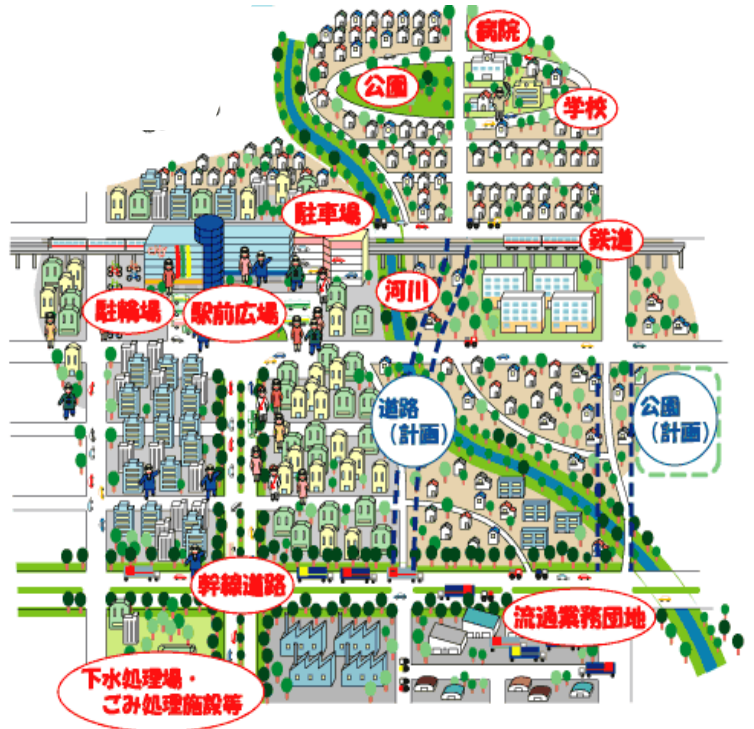 病院
公園
学校
駐車場
鉄道
河川
駐輪場
駅前広場
道路
(計画)
公園
(計画)
幹線道路
流通業務団地
下水処理場・
ごみ処理施設等